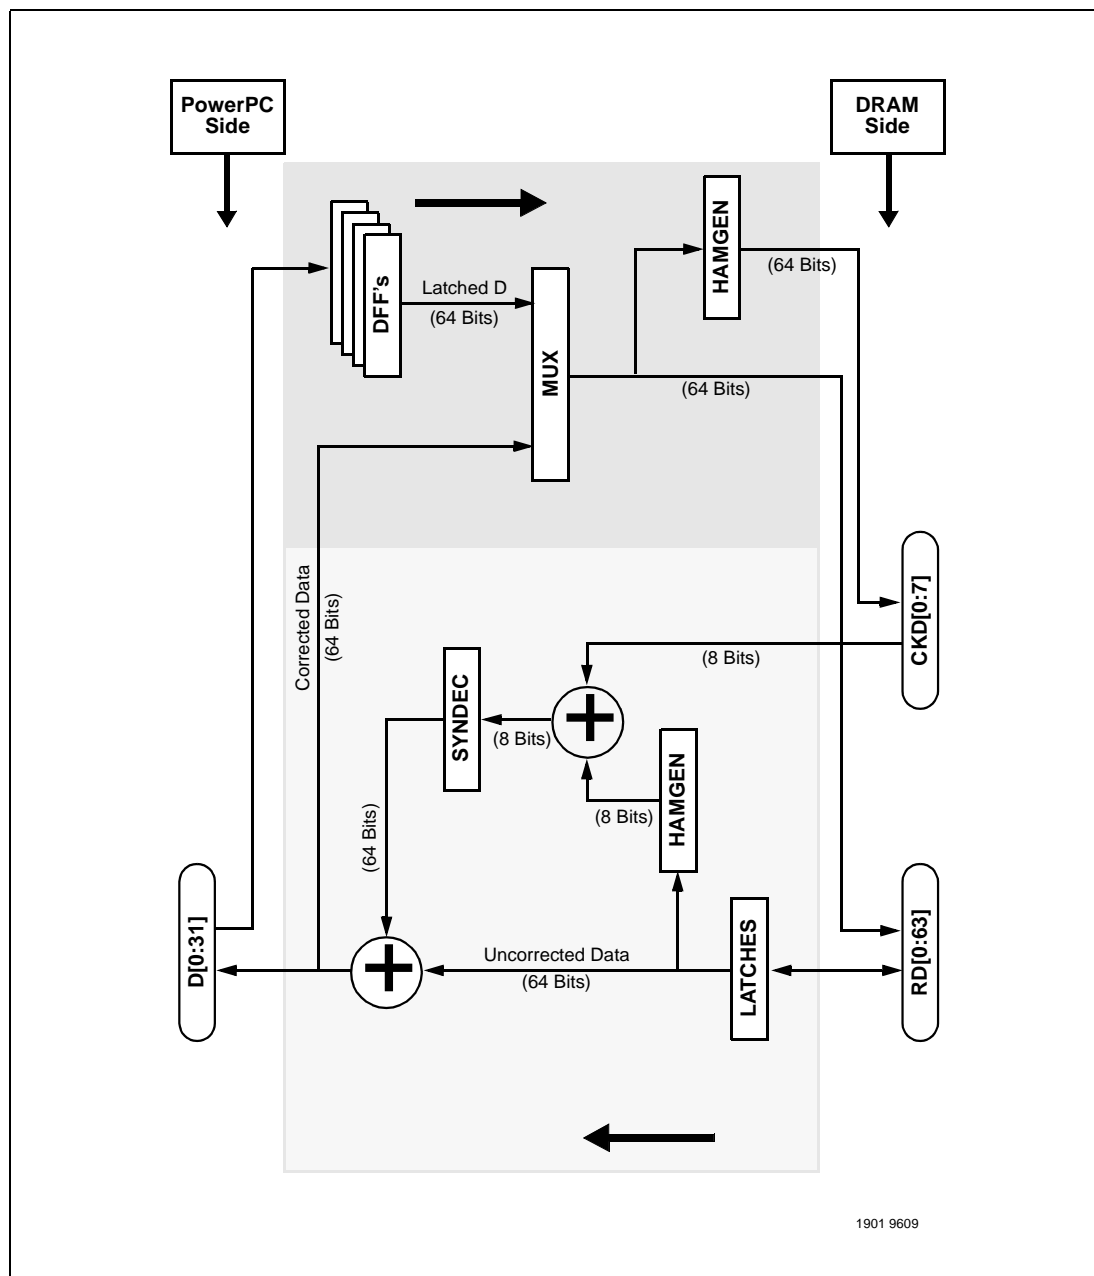 PowerPC
Side
DRAM
Side
HAMGEN
(64 Bits)
DFF's
Latched D
(64 Bits)
MUX
(64 Bits)
Corrected Data
(64 Bits)
CKD[0:7]
(8 Bits)
SYNDEC
(8 Bits)
HAMGEN
(8 Bits)
(64 Bits)
D[0:31]
Uncorrected Data
(64 Bits)
LATCHES
RD[0:63]
1901 9609